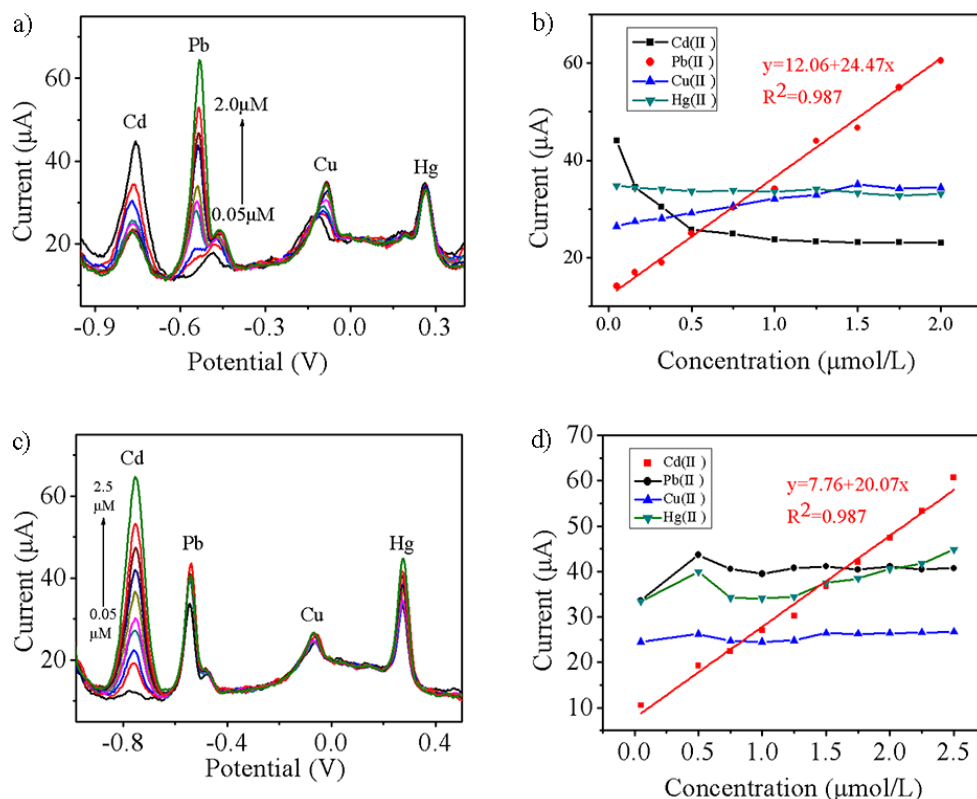 a)
Current (μA)
60
40
20
Cd
Pb
2.0μM
0.05μM
Cu
Hg
-0.9
-0.6
-0.3
0.0
0.3
Potential (V)
b)
Current (μA)
60
40
20
Cd(II )
Pb(II)
Cu(II )
Hg(II )
y=12.06+24.47x
R2=0.987
0.0
0.5
1.0
1.5
2.0
Concentration (μmol/L)
c)
Current (μA)
60
40
20
Cd
2.5
μM
0.05
μM
Pb
Cu
Hg
-0.8
-0.4
0.0
0.4
Potential (V)
d)
Current (μA)
70
60
50
40
30
20
10
Cd(II )
Pb(II )
Cu(II )
Hg(II )
y=7.76+20.07x
R2=0.987
0.0
0.5
1.0
1.5
2.0
2.5
Concentration (μmol/L)